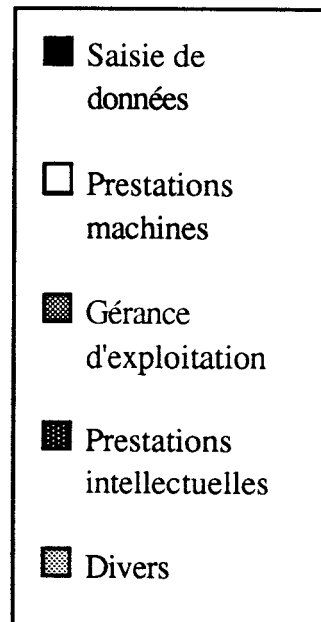 Saisie de
données
Prestations
machines
Gérance
d'exploitation
Prestations
intellectuelles
Divers